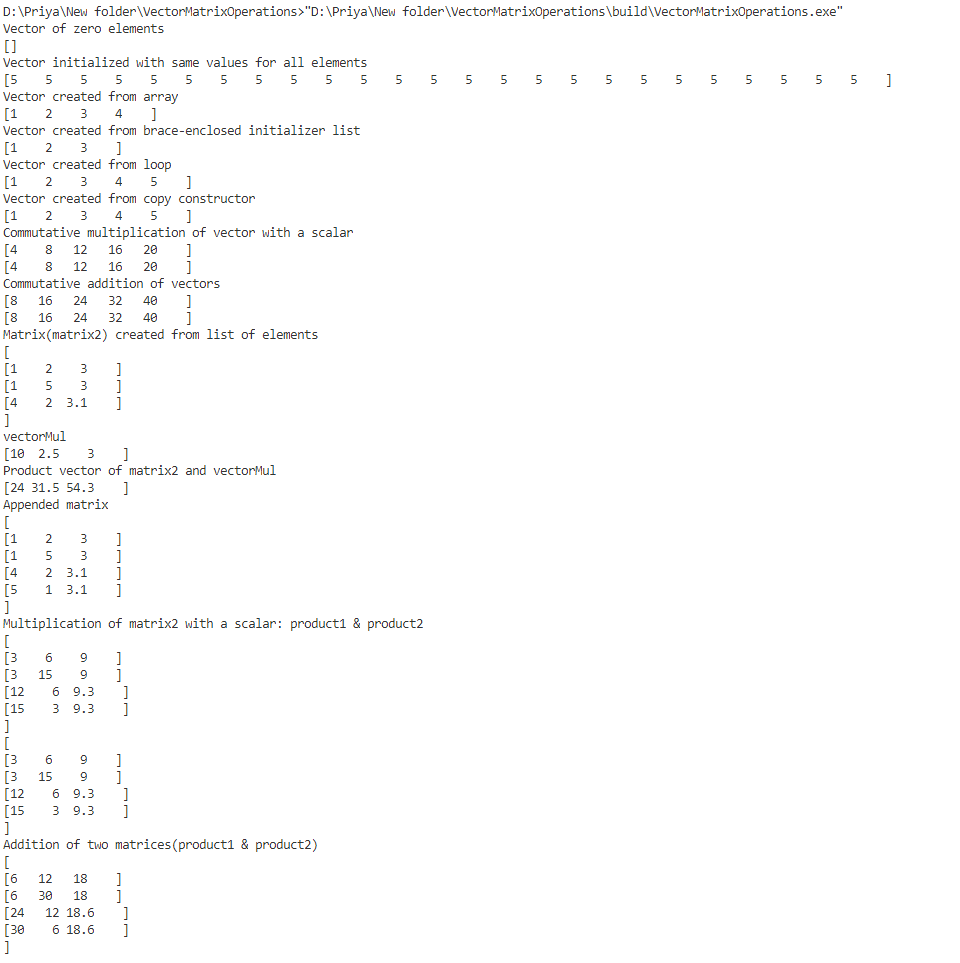 D:\Priya\New folder\VectorMatrixOperations>"D:\Priya\New folder\VectorMatrixOperations\build\VectorMatrixOperations.exe"
Vector of zero elements
[]
Vector initialized with same values for all elements
[5    5    5    5    5    5    5    5    5    5    5    5    5    5    5    5    5    5    5    5    5    5    5    5    5    ]
Vector created from array
[1    2    3    4    ]
Vector created from brace-enclosed initializer list
[1    2    3    ]
Vector created from loop
[1    2    3    4    5    ]
Vector created from copy constructor
[1    2    3    4    5    ]
Commutative multiplication of vector with a scalar
[4    8   12   16   20    ]
[4    8   12   16   20    ]
Commutative addition of vectors
[8   16   24   32   40    ]
[8   16   24   32   40    ]
Matrix(matrix2) created from list of elements
[
[1    2    3    ]
[1    5    3    ]
[4    2  3.1    ]
]
vectorMul
[10  2.5    3    ]
Product vector of matrix2 and vectorMul
[24 31.5 54.3    ]
Appended matrix
[
[1    2    3    ]
[1    5    3    ]
[4    2  3.1    ]
[5    1  3.1    ]
]
Multiplication of matrix2 with a scalar: product1 & product2
[
[3    6    9    ]
[3   15    9    ]
[12    6  9.3    ]
[15    3  9.3    ]
]
[
[3    6    9    ]
[3   15    9    ]
[12    6  9.3    ]
[15    3  9.3    ]
]
Addition of two matrices(product1 & product2)
[
[6   12   18    ]
[6   30   18    ]
[24   12 18.6    ]
[30    6 18.6    ]
]